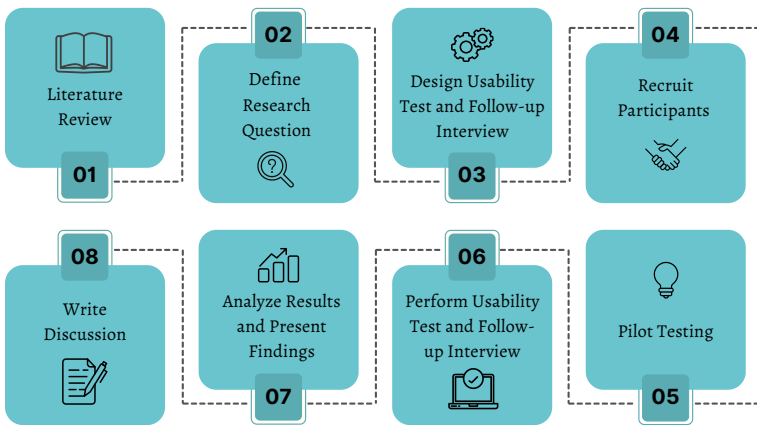 Literature
Review
01
02
Define
Research
Question
?
Design Usability
Test and Follow-up
Interview
03
04
Recruit
Participants
Pilot Testing
05
06
Perform Usability
Test and Follow-
up Interview
Analyze Results
and Present
Findings
07
08
Write
Discussion